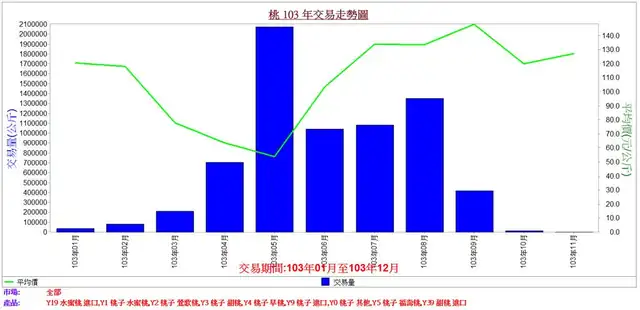 桃 103 年交易走勢圖
2100000
2000000
1900000
1800000
1700000
1600000
1500000
1400000
1300000
1200000
1100000
1000000
900000
800000
700000
600000
500000
400000
300000
200000
100000
0
交易量(公斤)
140.0
130.0
120.0
110.0
100.0
90.0
80.0
70.0
60.0
50.0
40.0
30.0
20.0
10.0
0.0
平均價(元/公斤)
103年01月
103年02月
103年03月
103年04月
103年05月
103年06月
103年07月
103年08月
103年09月
103年10月
103年11月
交易期間:103年01月至103年12月
平均價
交易量
市場: 全部
產品: Y19 水蜜桃 進口,Y1 桃子 水蜜桃,Y2 桃子 鶯歌桃,Y3 桃子 甜桃,Y4 桃子 早桃,Y9 桃子 進口,Y0 桃子 其他,Y5 桃子 福壽桃,Y39 甜桃 進口